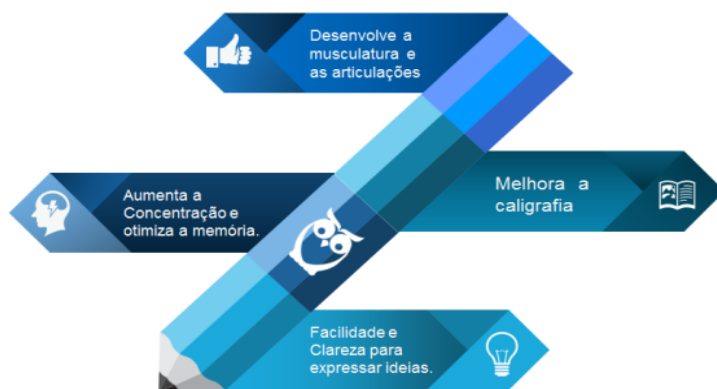 Desenvolve a
musculatura e
as articulações
Aumenta a
Concentração e
otimiza a memória.
Melhora a
caligrafia
Facilidade e
Clareza para
expressar ideias.